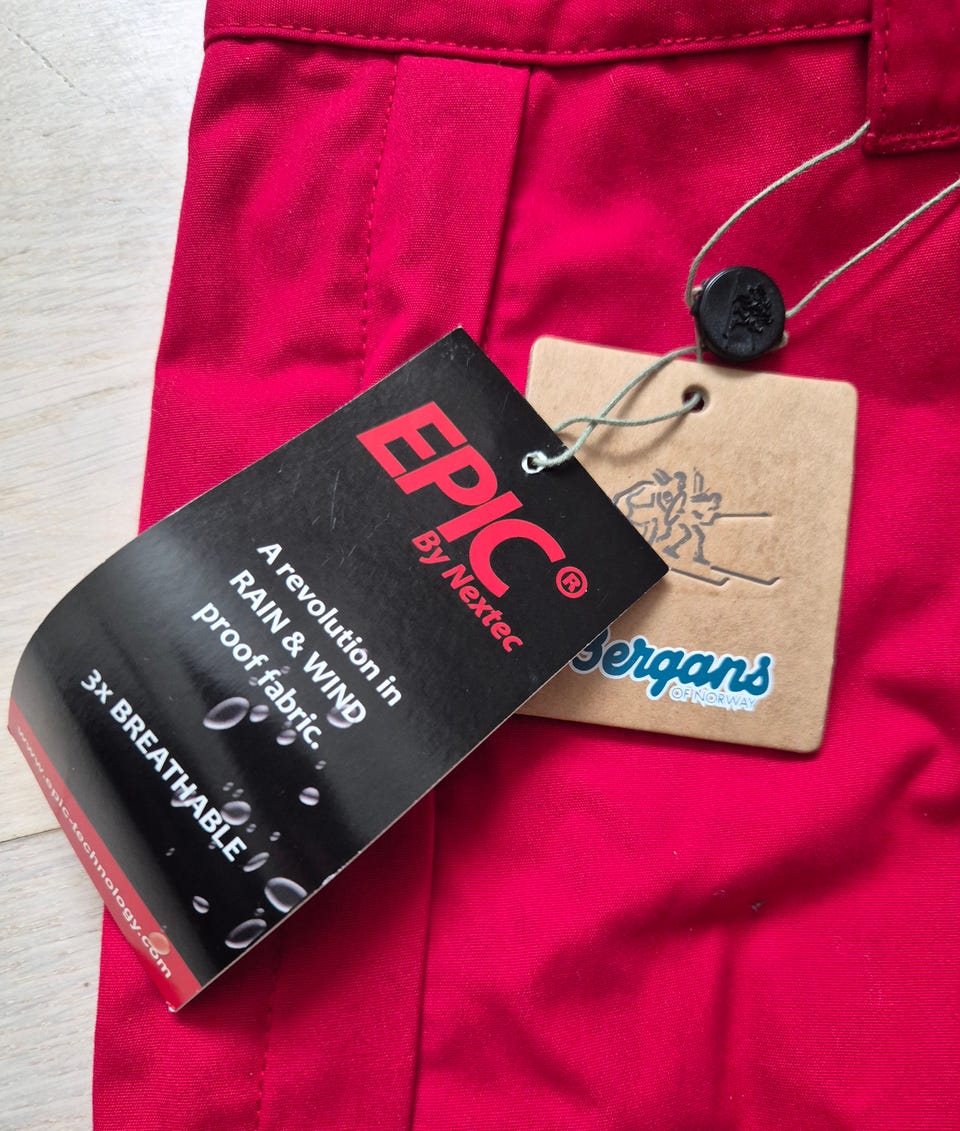 EPIC®
By Nextec
A revolution in
RAIN & WIND
proof fabric.
3x BREATHABLE
www.epic-technology.com
Bergans
OF NORWAY